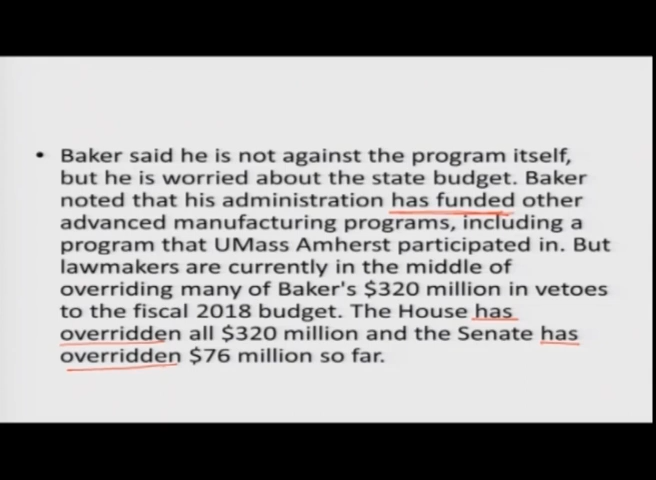 • Baker said he is not against the program itself,
but he is worried about the state budget. Baker
noted that his administration has funded other
advanced manufacturing programs, including a
program that UMass Amherst participated in. But
lawmakers are currently in the middle of
overriding many of Baker's $320 million in vetoes
to the fiscal 2018 budget. The House has
overridden all $320 million and the Senate has
overridden $76 million so far.